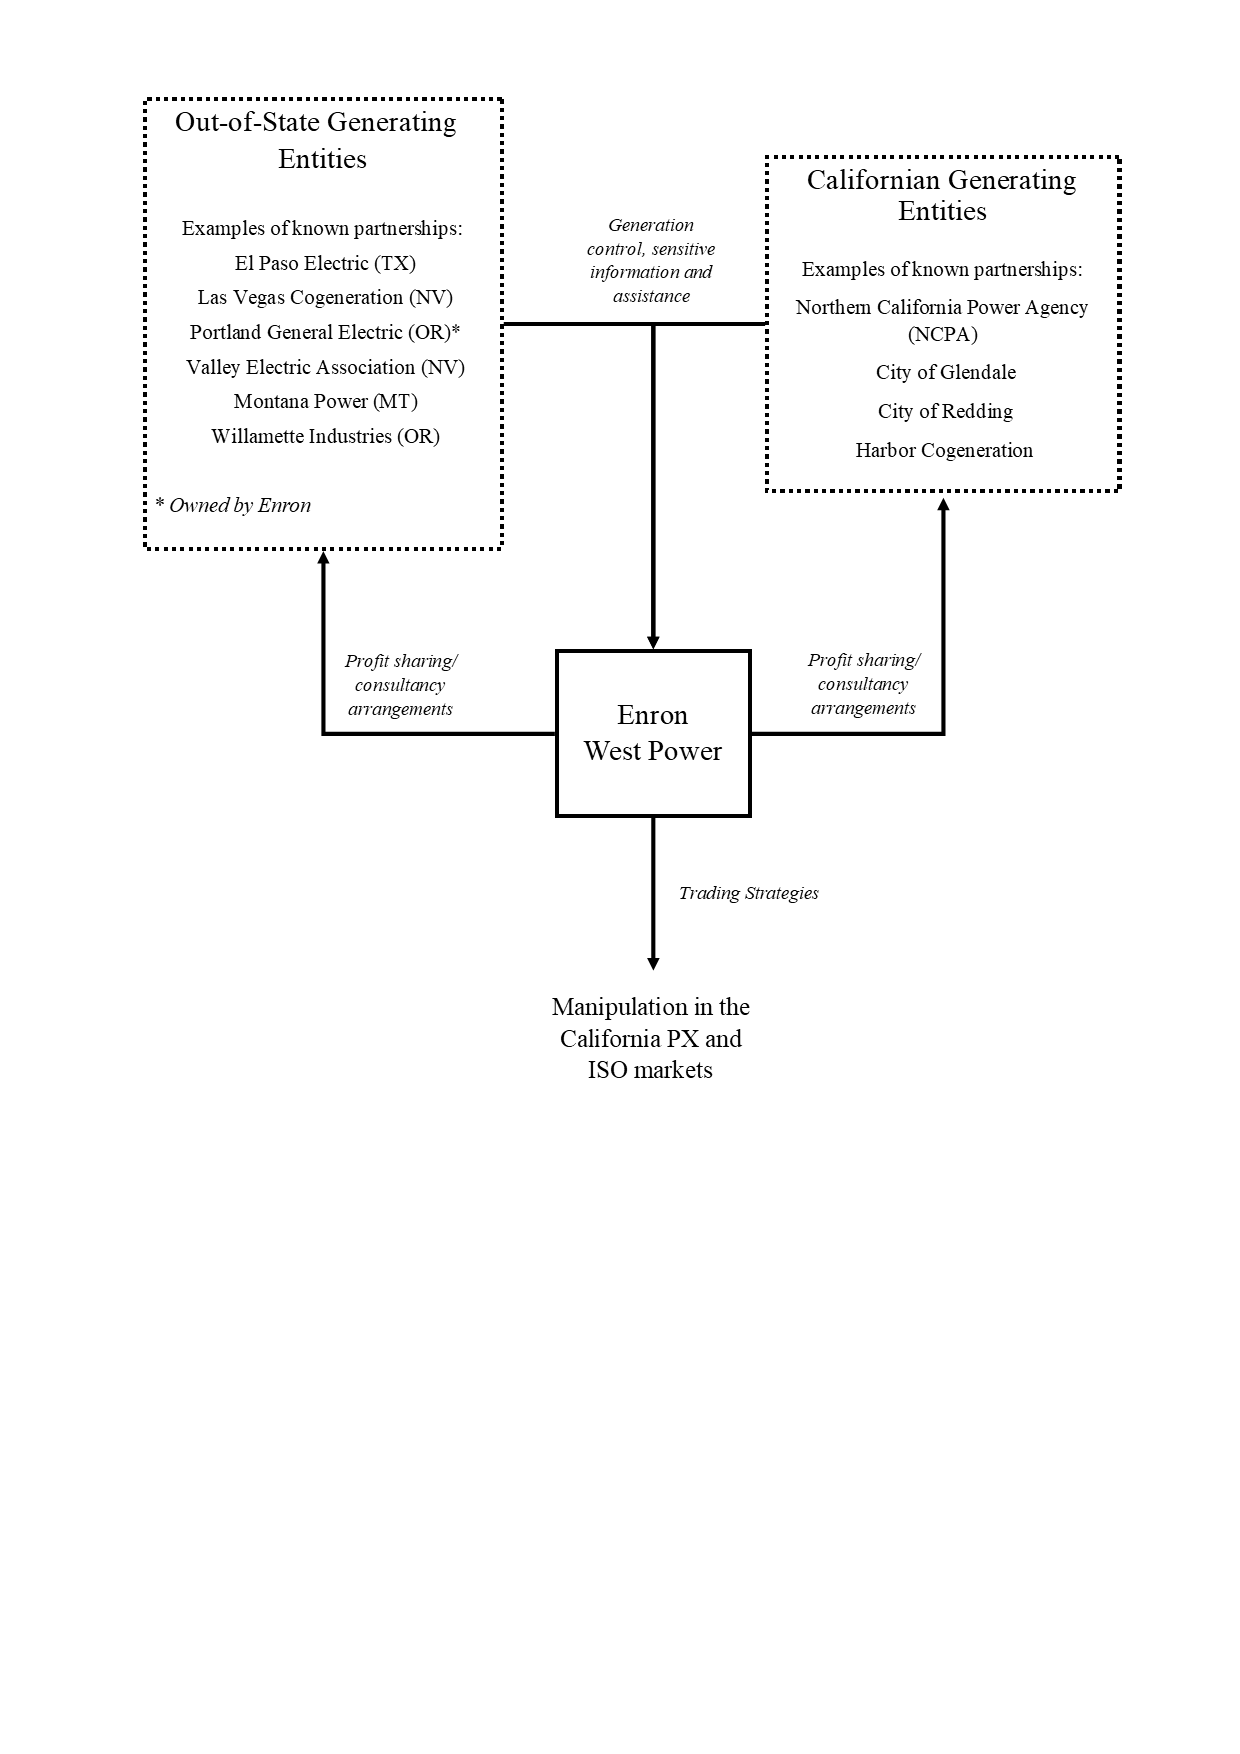 Out-of-State Generating
Entities
Examples of known partnerships:
El Paso Electric (TX)
Las Vegas Cogeneration (NV)
Portland General Electric (OR)*
Valley Electric Association (NV)
Montana Power (MT)
Willamette Industries (OR)
* Owned by Enron
Generation
control, sensitive
information and
assistance
Californian Generating
Entities
Examples of known partnerships:
Northern California Power Agency
(NCPA)
City of Glendale
City of Redding
Harbor Cogeneration
Profit sharing/
consultancy
arrangements
Enron
West Power
Profit sharing/
consultancy
arrangements
Trading Strategies
Manipulation in the
California PX and
ISO markets